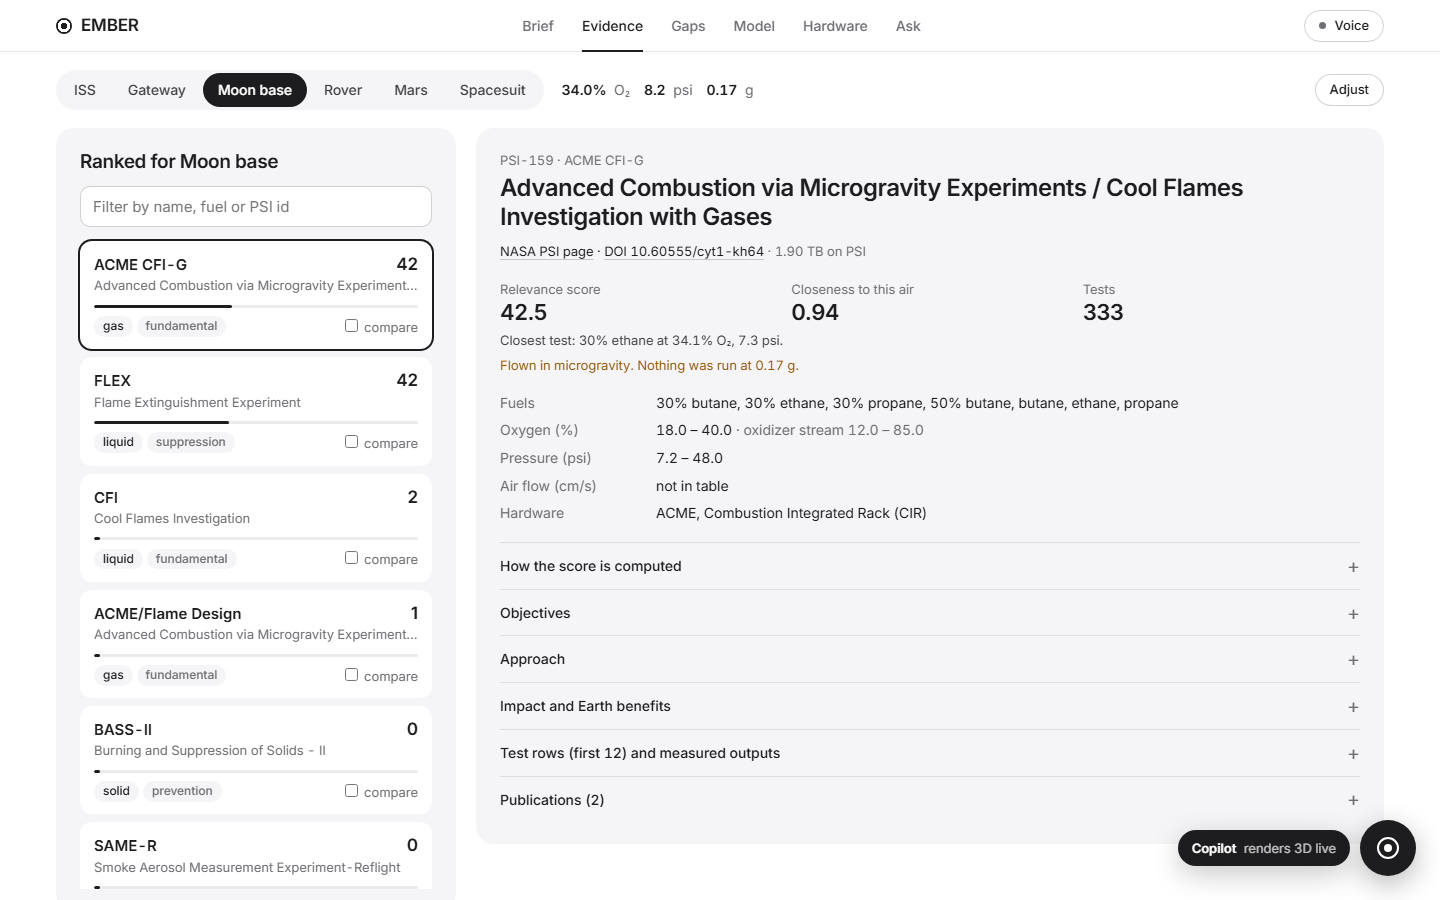 EMBER
Brief Evidence Gaps Model Hardware Ask
Voice
ISS Gateway Moon base Rover Mars Spacesuit
34.0% O₂ 8.2 psi 0.17 g
Adjust
Ranked for Moon base
Filter by name, fuel or PSI id
ACME CFI-G 42
Advanced Combustion via Microgravity Experiment...
gas fundamental compare
FLEX 42
Flame Extinguishment Experiment
liquid suppression compare
CFI 2
Cool Flames Investigation
liquid fundamental compare
ACME/Flame Design 1
Advanced Combustion via Microgravity Experiment...
gas fundamental compare
BASS-II 0
Burning and Suppression of Solids - II
solid prevention compare
SAME-R 0
Smoke Aerosol Measurement Experiment-Reflight
PSI-159 · ACME CFI-G
Advanced Combustion via Microgravity Experiments / Cool Flames
Investigation with Gases
NASA PSI page · DOI 10.60555/cyt1-kh64 · 1.90 TB on PSI
Relevance score Closeness to this air Tests
42.5 0.94 333
Closest test: 30% ethane at 34.1% O₂, 7.3 psi.
Flown in microgravity. Nothing was run at 0.17 g.
Fuels 30% butane, 30% ethane, 30% propane, 50% butane, butane, ethane, propane
Oxygen (%) 18.0 – 40.0 · oxidizer stream 12.0 – 85.0
Pressure (psi) 7.2 – 48.0
Air flow (cm/s) not in table
Hardware ACME, Combustion Integrated Rack (CIR)
How the score is computed +
Objectives +
Approach +
Impact and Earth benefits +
Test rows (first 12) and measured outputs +
Publications (2) +
Copilot renders 3D live